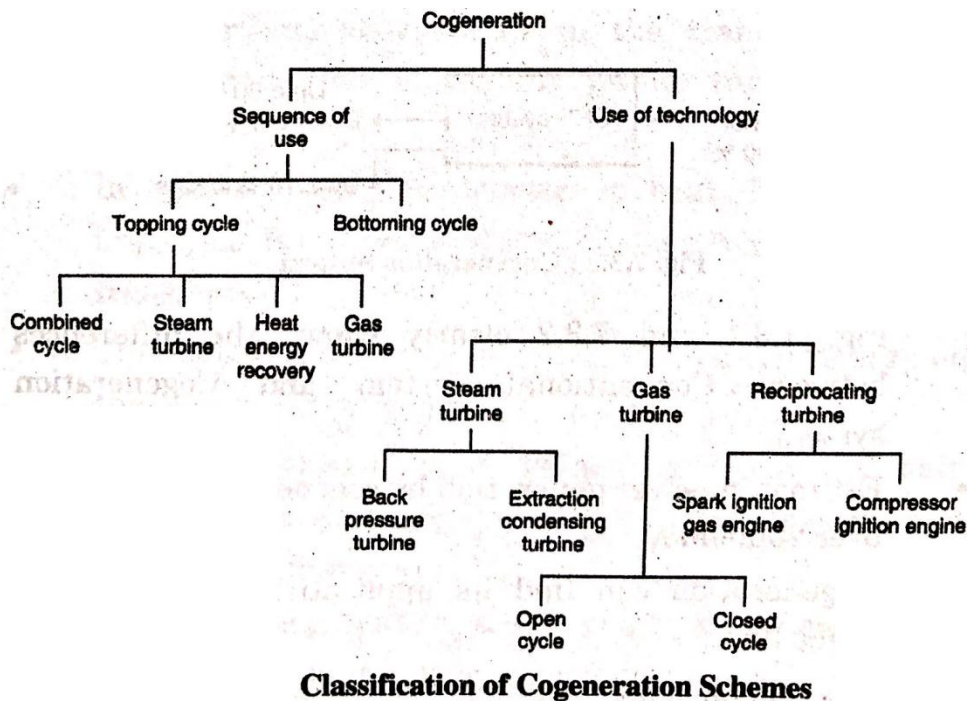 Cogeneration
Sequence of
use
Use of technology
Topping cycle
Bottoming cycle
Combined
cycle
Steam
turbine
Heat
energy
recovery
Gas
turbine
Steam
turbine
Gas
turbine
Reciprocating
turbine
Back
pressure
turbine
Extraction
condensing
turbine
Spark ignition
gas engine
Compressor
ignition engine
Open
cycle
Closed
cycle
Classification of Cogeneration Schemes